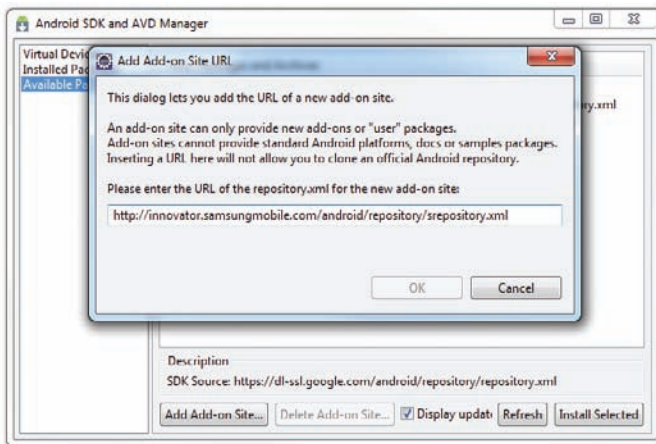 Android SDK and AVD Manager
Virtual Devi
Installed Pac
Available Pa
Add Add-on Site URL
This dialog lets you add the URL of a new add-on site.
An add-on site can only provide new add-ons or "user" packages.
Add-on sites cannot provide standard Android platforms, docs or samples packages.
Inserting a URL here will not allow you to clone an official Android repository.
Please enter the URL of the repository.xml for the new add-on site:
http://innovator.samsungmobile.com/android/repository/srepository.xml
OK
Cancel
Description
SDK Source: https://dl-ssl.google.com/android/repository/repository.xml
Add Add-on Site...
Delete Add-on Site...
Display updat
Refresh
Install Selected